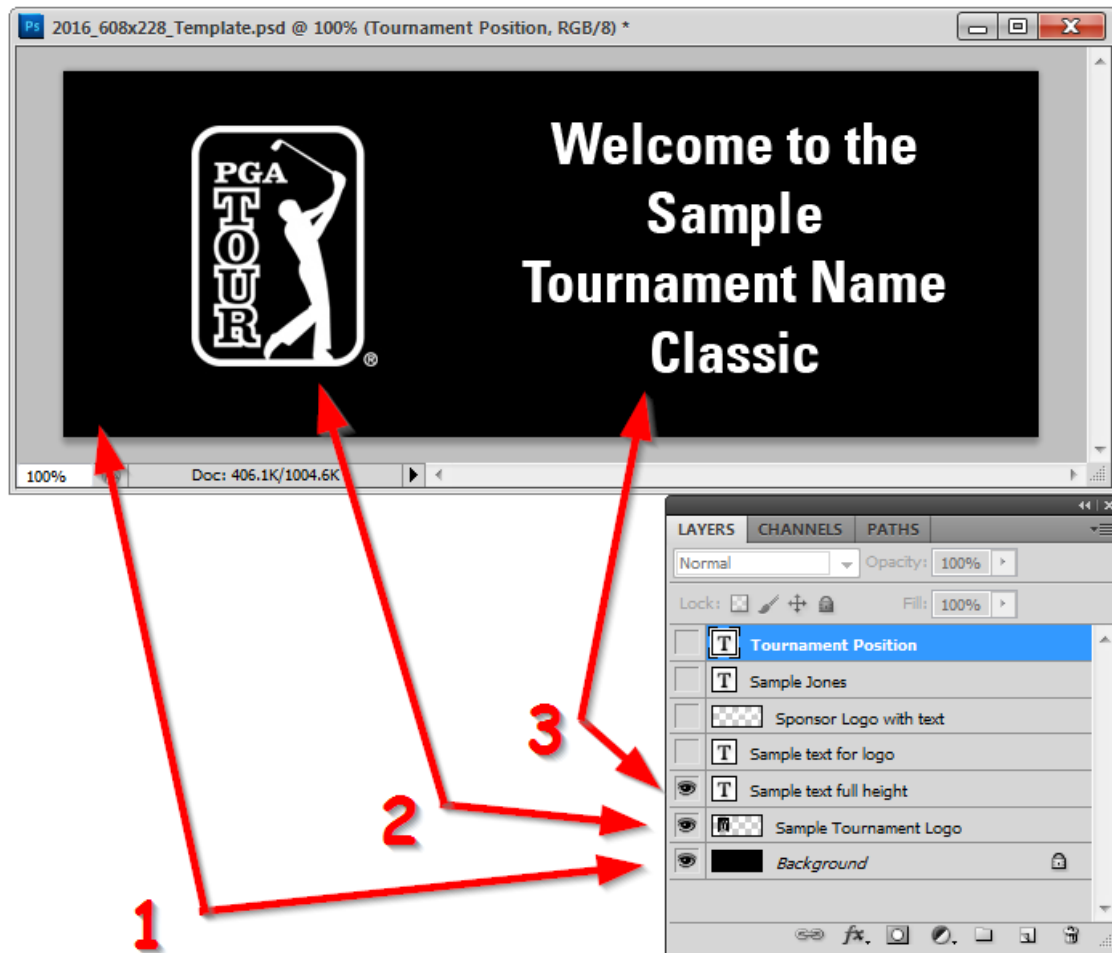 Ps 2016_608x228_Template.psd @ 100% (Tournament Position, RGB/8) *
PGA
TOUR
®
Welcome to the
Sample
Tournament Name
Classic
100% Doc: 406.1K/1004.6K
LAYERS CHANNELS PATHS
Normal Opacity: 100%
Lock: Fill: 100%
T Tournament Position
T Sample Jones
Sponsor Logo with text
T Sample text for logo
T Sample text full height
Sample Tournament Logo
Background
fx.
3
2
1